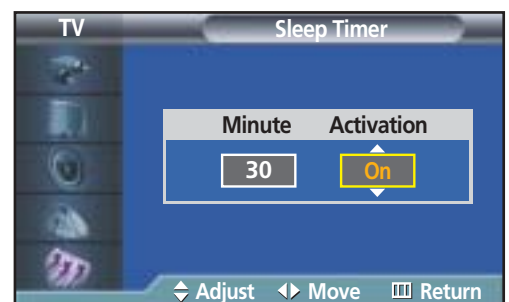 TV Sleep Timer
Minute Activation
30 On
Adjust Move Return